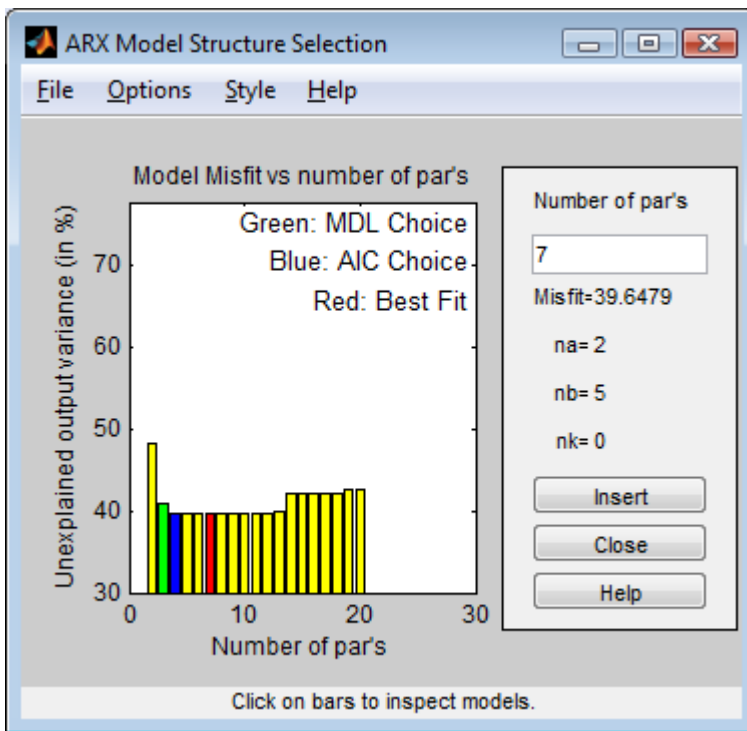 ARX Model Structure Selection
File Options Style Help
Model Misfit vs number of par's
Unexplained output variance (in %)
Green: MDL Choice
Blue: AIC Choice
Red: Best Fit
70
60
50
40
30
0 10 20 30
Number of par's
Number of par's
7
Misfit=39.6479
na= 2
nb= 5
nk= 0
Insert
Close
Help
Click on bars to inspect models.